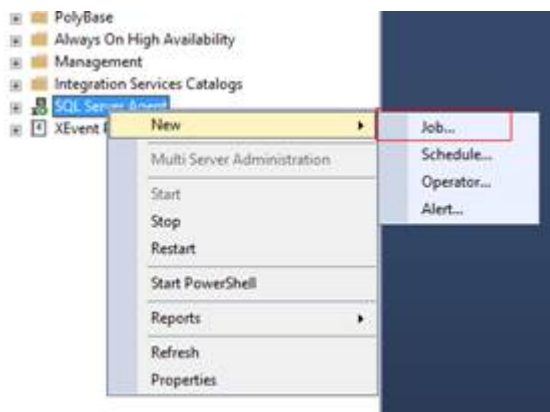 PolyBase
Always On High Availability
Management
Integration Services Catalogs
SQL Server Agent
XEvent
New
Job...
Multi Server Administration
Schedule...
Operator...
Start
Alert...
Stop
Restart
Start PowerShell
Reports
Refresh
Properties